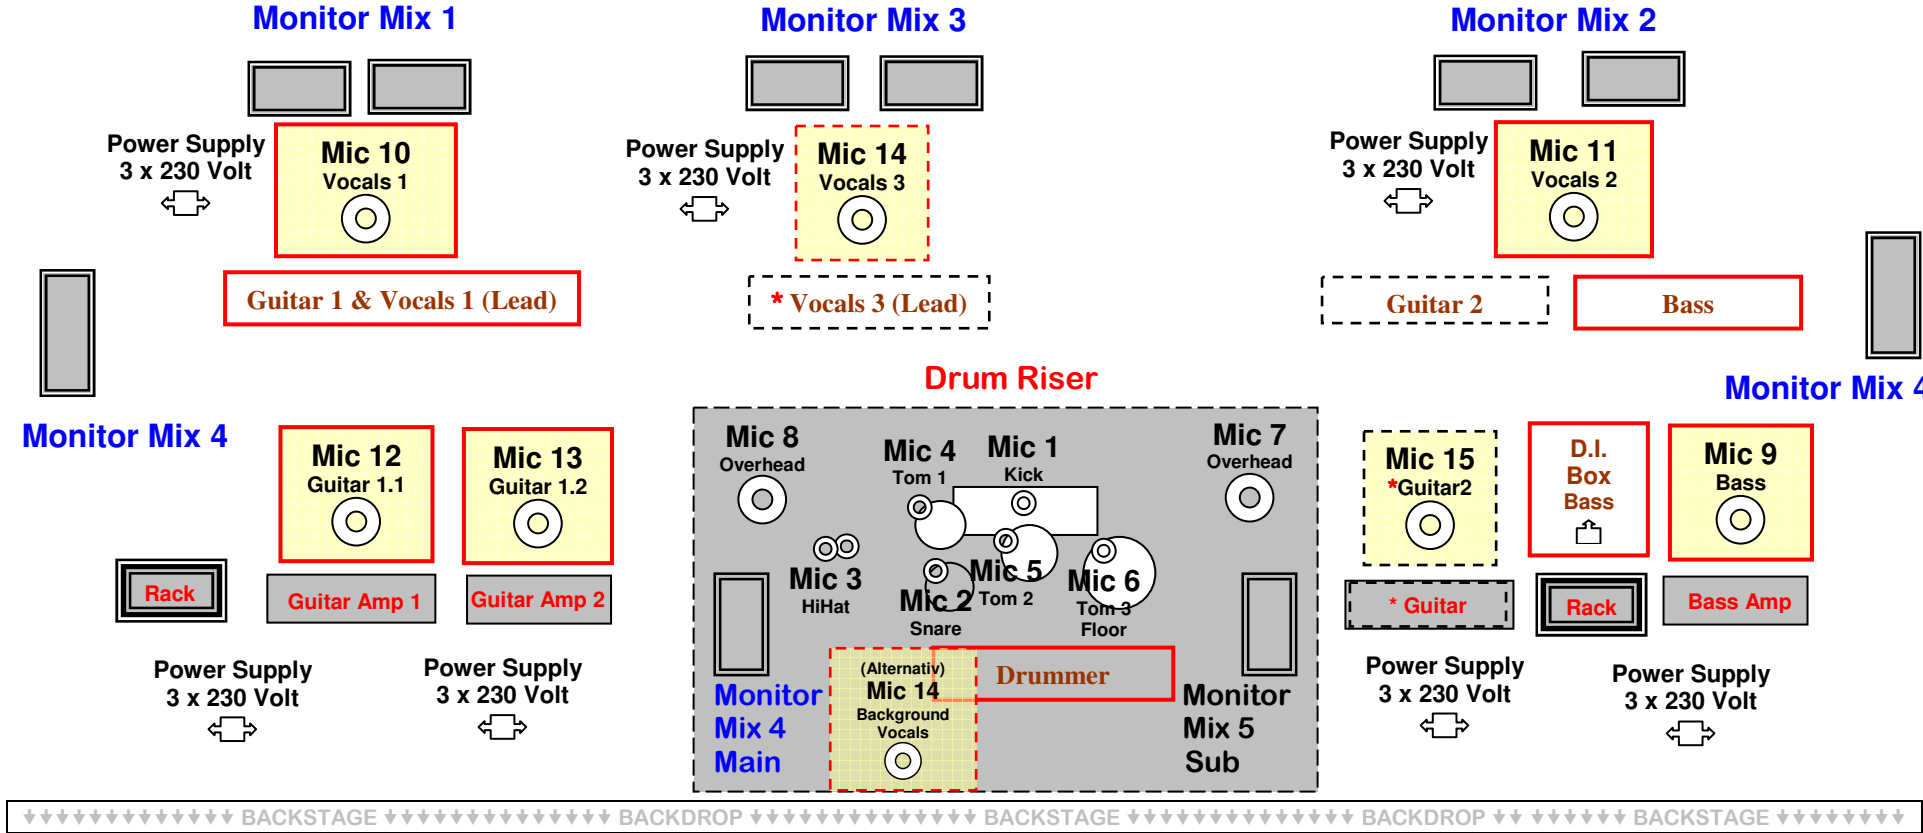 Monitor Mix 1
Monitor Mix 3
Monitor Mix 2
Power Supply
3 x 230 Volt
Mic 10
Vocals 1
Power Supply
3 x 230 Volt
Mic 14
Vocals 3
Power Supply
3 x 230 Volt
Mic 11
Vocals 2
Guitar 1 & Vocals 1 (Lead)
* Vocals 3 (Lead)
Guitar 2
Bass
Drum Riser
Monitor Mix 4
Monitor Mix 4
Mic 12
Guitar 1.1
Mic 13
Guitar 1.2
Mic 8
Overhead
Mic 4
Tom 1
Mic 1
Kick
Mic 7
Overhead
Mic 15
*Guitar2
D.I.
Box
Bass
Mic 9
Bass
Mic 3
HiHat
Mic 2
Snare
Mic 5
Tom 2
Mic 6
Tom 3
Floor
Rack
Guitar Amp 1
Guitar Amp 2
* Guitar
Rack
Bass Amp
Power Supply
3 x 230 Volt
Power Supply
3 x 230 Volt
Monitor
Mix 4
Main
(Alternativ)
Mic 14
Background
Vocals
Drummer
Monitor
Mix 5
Sub
Power Supply
3 x 230 Volt
Power Supply
3 x 230 Volt
BACKSTAGE BACKDROP BACKSTAGE BACKDROP BACKSTAGE